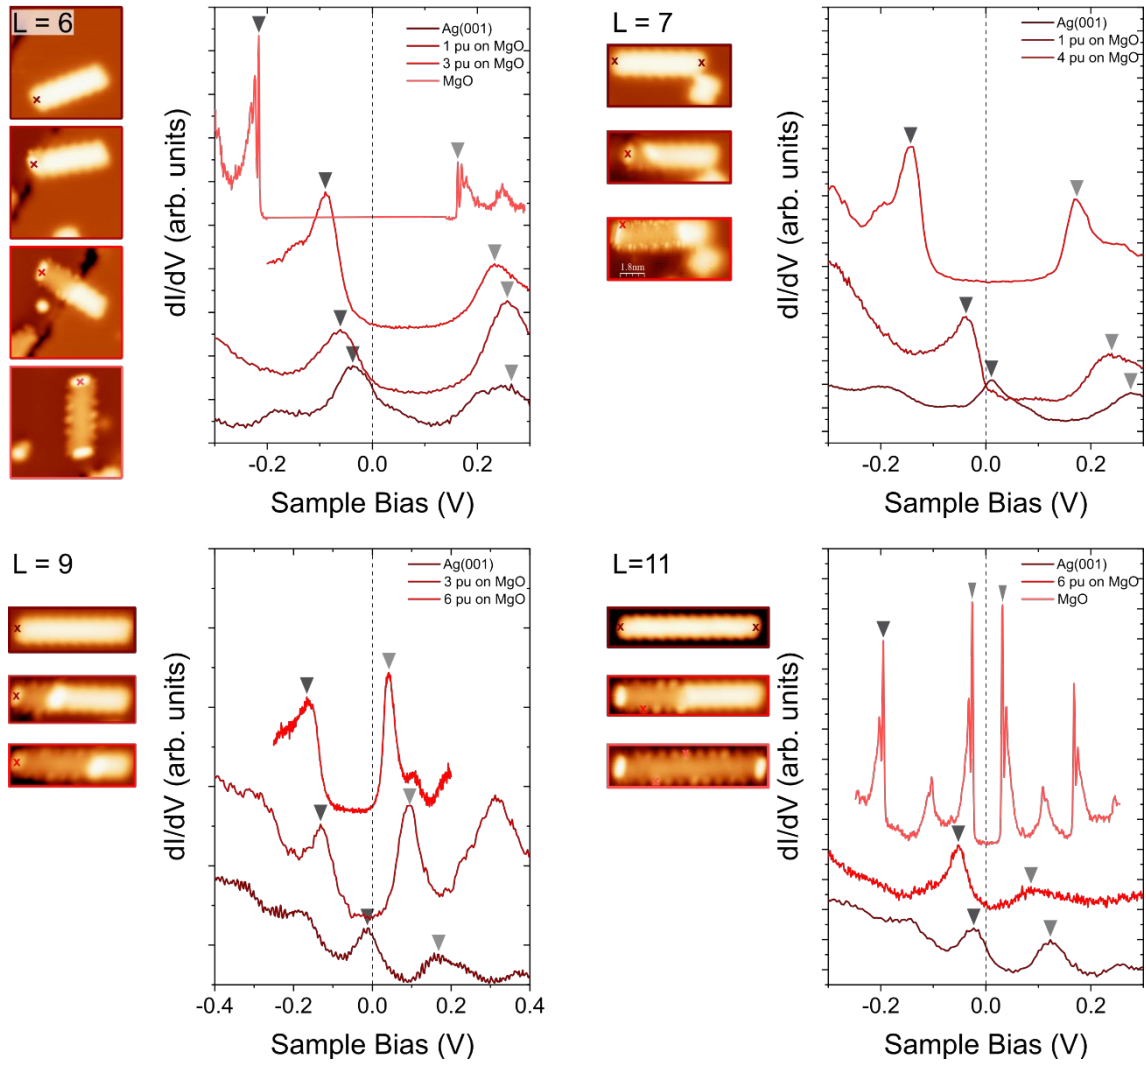 L = 6
Ag(001)
1 pu on MgO
3 pu on MgO
MgO
dI/dV (arb. units)
-0.2
0.0
0.2
Sample Bias (V)
L = 7
x
x
x
x
1.8nm
Ag(001)
1 pu on MgO
4 pu on MgO
dI/dV (arb. units)
-0.2
0.0
0.2
Sample Bias (V)
L = 9
x
x
x
Ag(001)
3 pu on MgO
6 pu on MgO
dI/dV (arb. units)
-0.4
-0.2
0.0
0.2
0.4
Sample Bias (V)
L=11
x
x
x
x
x
Ag(001)
6 pu on MgO
MgO
dI/dV (arb. units)
-0.2
0.0
0.2
Sample Bias (V)